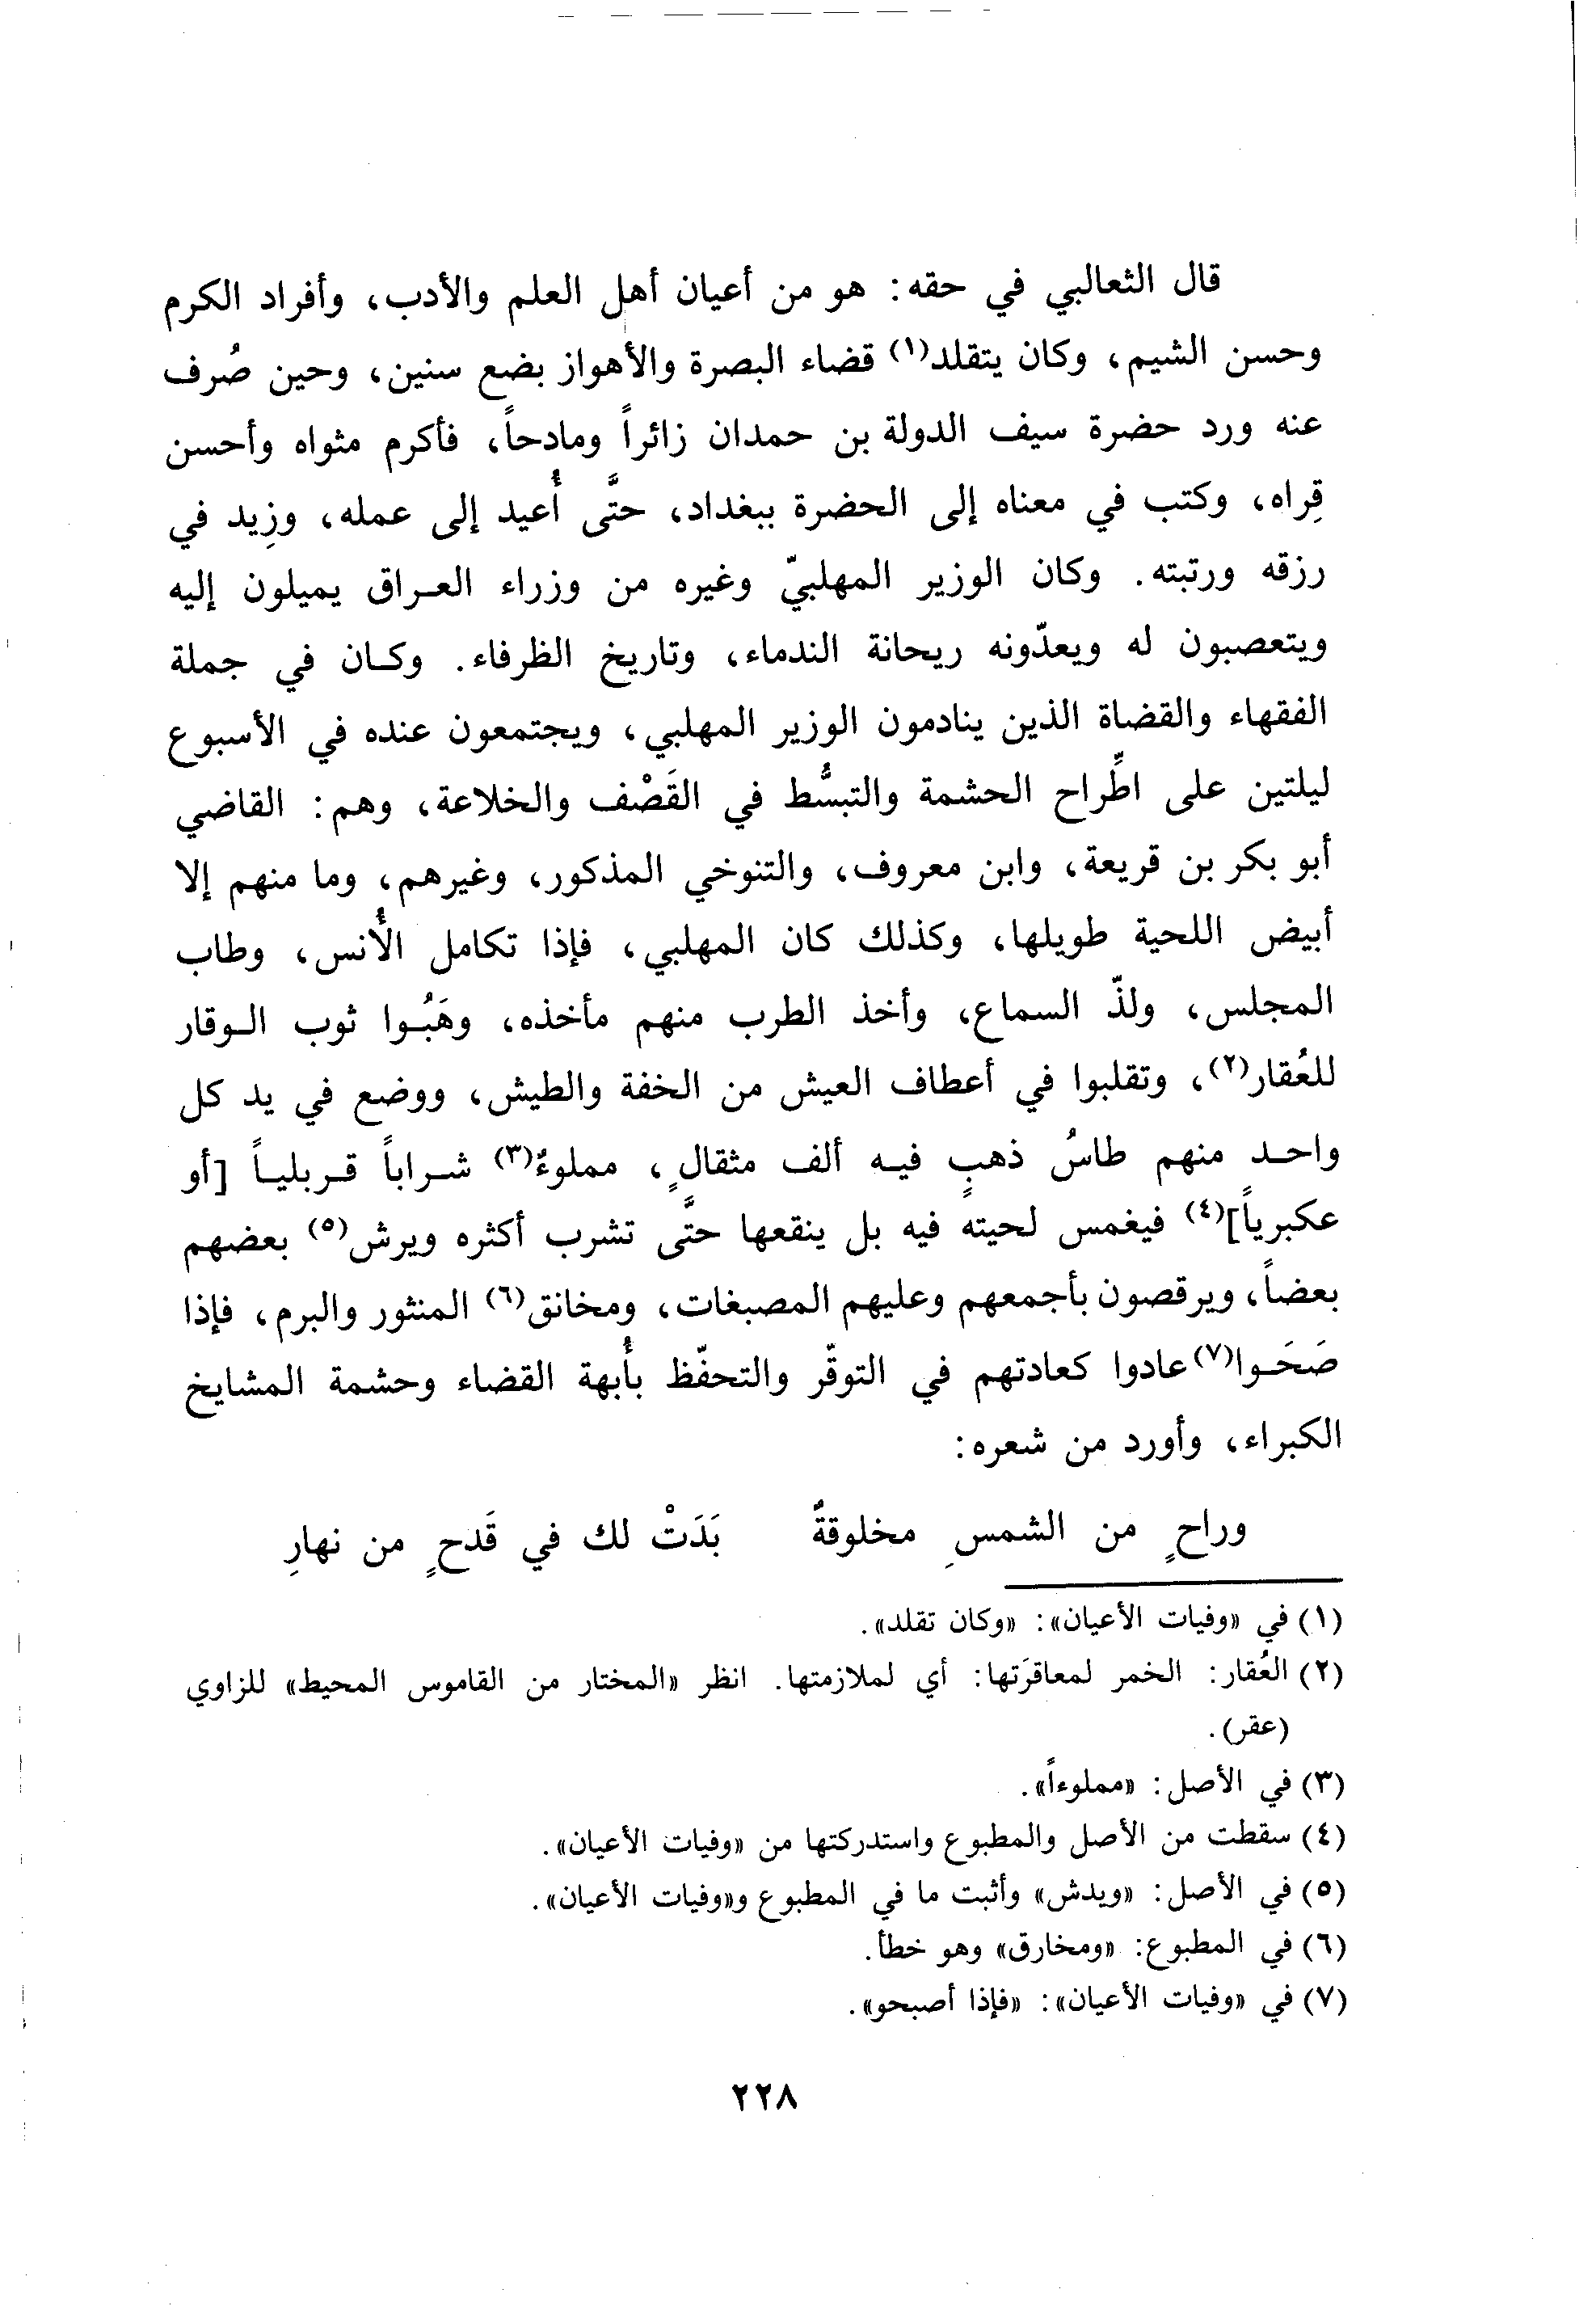 قال الثعالبي في حقه: هو من أعيان أهل العلم والأدب، وأفراد الكرم
وحسن الشيم، وكان يتقلد(١) قضاء البصرة والأهواز بضع سنين، وحين صُرف
عنه ورد حضرة سيف الدولة بن حمدان زائراً ومادحاً، فأكرم مثواه وأحسن
قِراه، وكتب في معناه إلى الحضرة ببغداد، حتَّى أُعيد إلى عمله، وزِيد في
رزقه ورتبته. وكان الوزير المهلبيّ وغيره من وزراء العراق يميلون إليه
ويتعصبون له ويعدّونه ريحانة الندماء، وتاريخ الظرفاء. وكان في جملة
الفقهاء والقضاة الذين ينادمون الوزير المهلبي، ويجتمعون عنده في الأسبوع
ليلتين على اطِّراح الحشمة والتبسُّط في القَصْف والخلاعة، وهم: القاضي
أبو بكر بن قريعة، وابن معروف، والتنوخي المذكور، وغيرهم، وما منهم إلا
أبيض اللحية طويلها، وكذلك كان المهلبي، فإذا تكامل الأُنس، وطاب
المجلس، ولذّ السماع، وأخذ الطرب منهم مأخذه، وهَبُوا ثوب الوقار
للعُقار(٢)، وتقلبوا في أعطاف العيش من الخفة والطيش، ووضع في يد كل
واحد منهم طاسُ ذهبٍ فيه ألف مثقالٍ، مملوءٌ(٣) شراباً قربلياً [أو
عكبرياً](٤) فيغمس لحيته فيه بل ينقعها حتَّى تشرب أكثره ويرش(٥) بعضهم
بعضاً، ويرقصون بأجمعهم وعليهم المصبغات، ومخانق(٦) المنثور والبرم، فإذا
صَحَوا(٧) عادوا كعادتهم في التوقّر والتحفّظ بأُبهة القضاء وحشمة المشايخ
الكبراء، وأورد من شعره:
وراحٍ من الشمسِ مخلوقةٌ بَدَتْ لك في قَدحٍ من نهارِ
(١) في «وفيات الأعيان»: «وكان تقلد».
(٢) العُقار: الخمر لمعاقرَتها: أي لملازمتها. انظر «المختار من القاموس المحيط» للزاوي
(عقر).
(٣) في الأصل: «مملوءاً».
(٤) سقطت من الأصل والمطبوع واستدركتها من «وفيات الأعيان».
(٥) في الأصل: «ويدش» وأثبت ما في المطبوع و«وفيات الأعيان».
(٦) في المطبوع: «ومخارق» وهو خطأ.
(٧) في «وفيات الأعيان»: «فإذا أصبحو».
٢٢٨